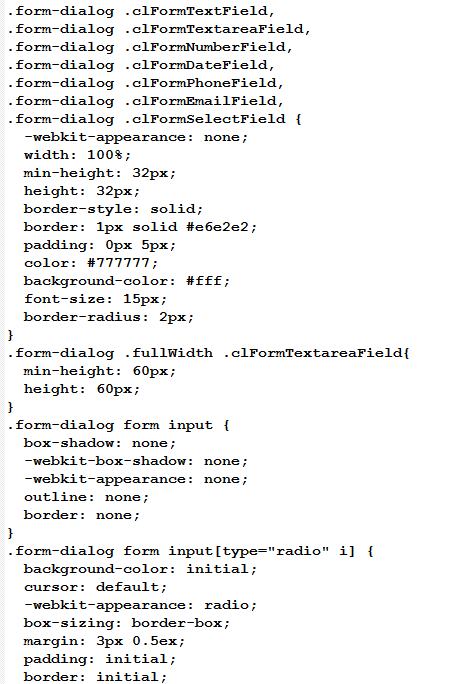 .form-dialog .clFormTextField,
.form-dialog .clFormTextareaField,
.form-dialog .clFormNumberField,
.form-dialog .clFormDateField,
.form-dialog .clFormPhoneField,
.form-dialog .clFormEmailField,
.form-dialog .clFormSelectField {
  -webkit-appearance: none;
  width: 100%;
  min-height: 32px;
  height: 32px;
  border-style: solid;
  border: 1px solid #e6e2e2;
  padding: 0px 5px;
  color: #777777;
  background-color: #fff;
  font-size: 15px;
  border-radius: 2px;
}
.form-dialog .fullWidth .clFormTextareaField{
  min-height: 60px;
  height: 60px;
}
.form-dialog form input {
  box-shadow: none;
  -webkit-box-shadow: none;
  -webkit-appearance: none;
  outline: none;
  border: none;
}
.form-dialog form input[type="radio" i] {
  background-color: initial;
  cursor: default;
  -webkit-appearance: radio;
  box-sizing: border-box;
  margin: 3px 0.5ex;
  padding: initial;
  border: initial;